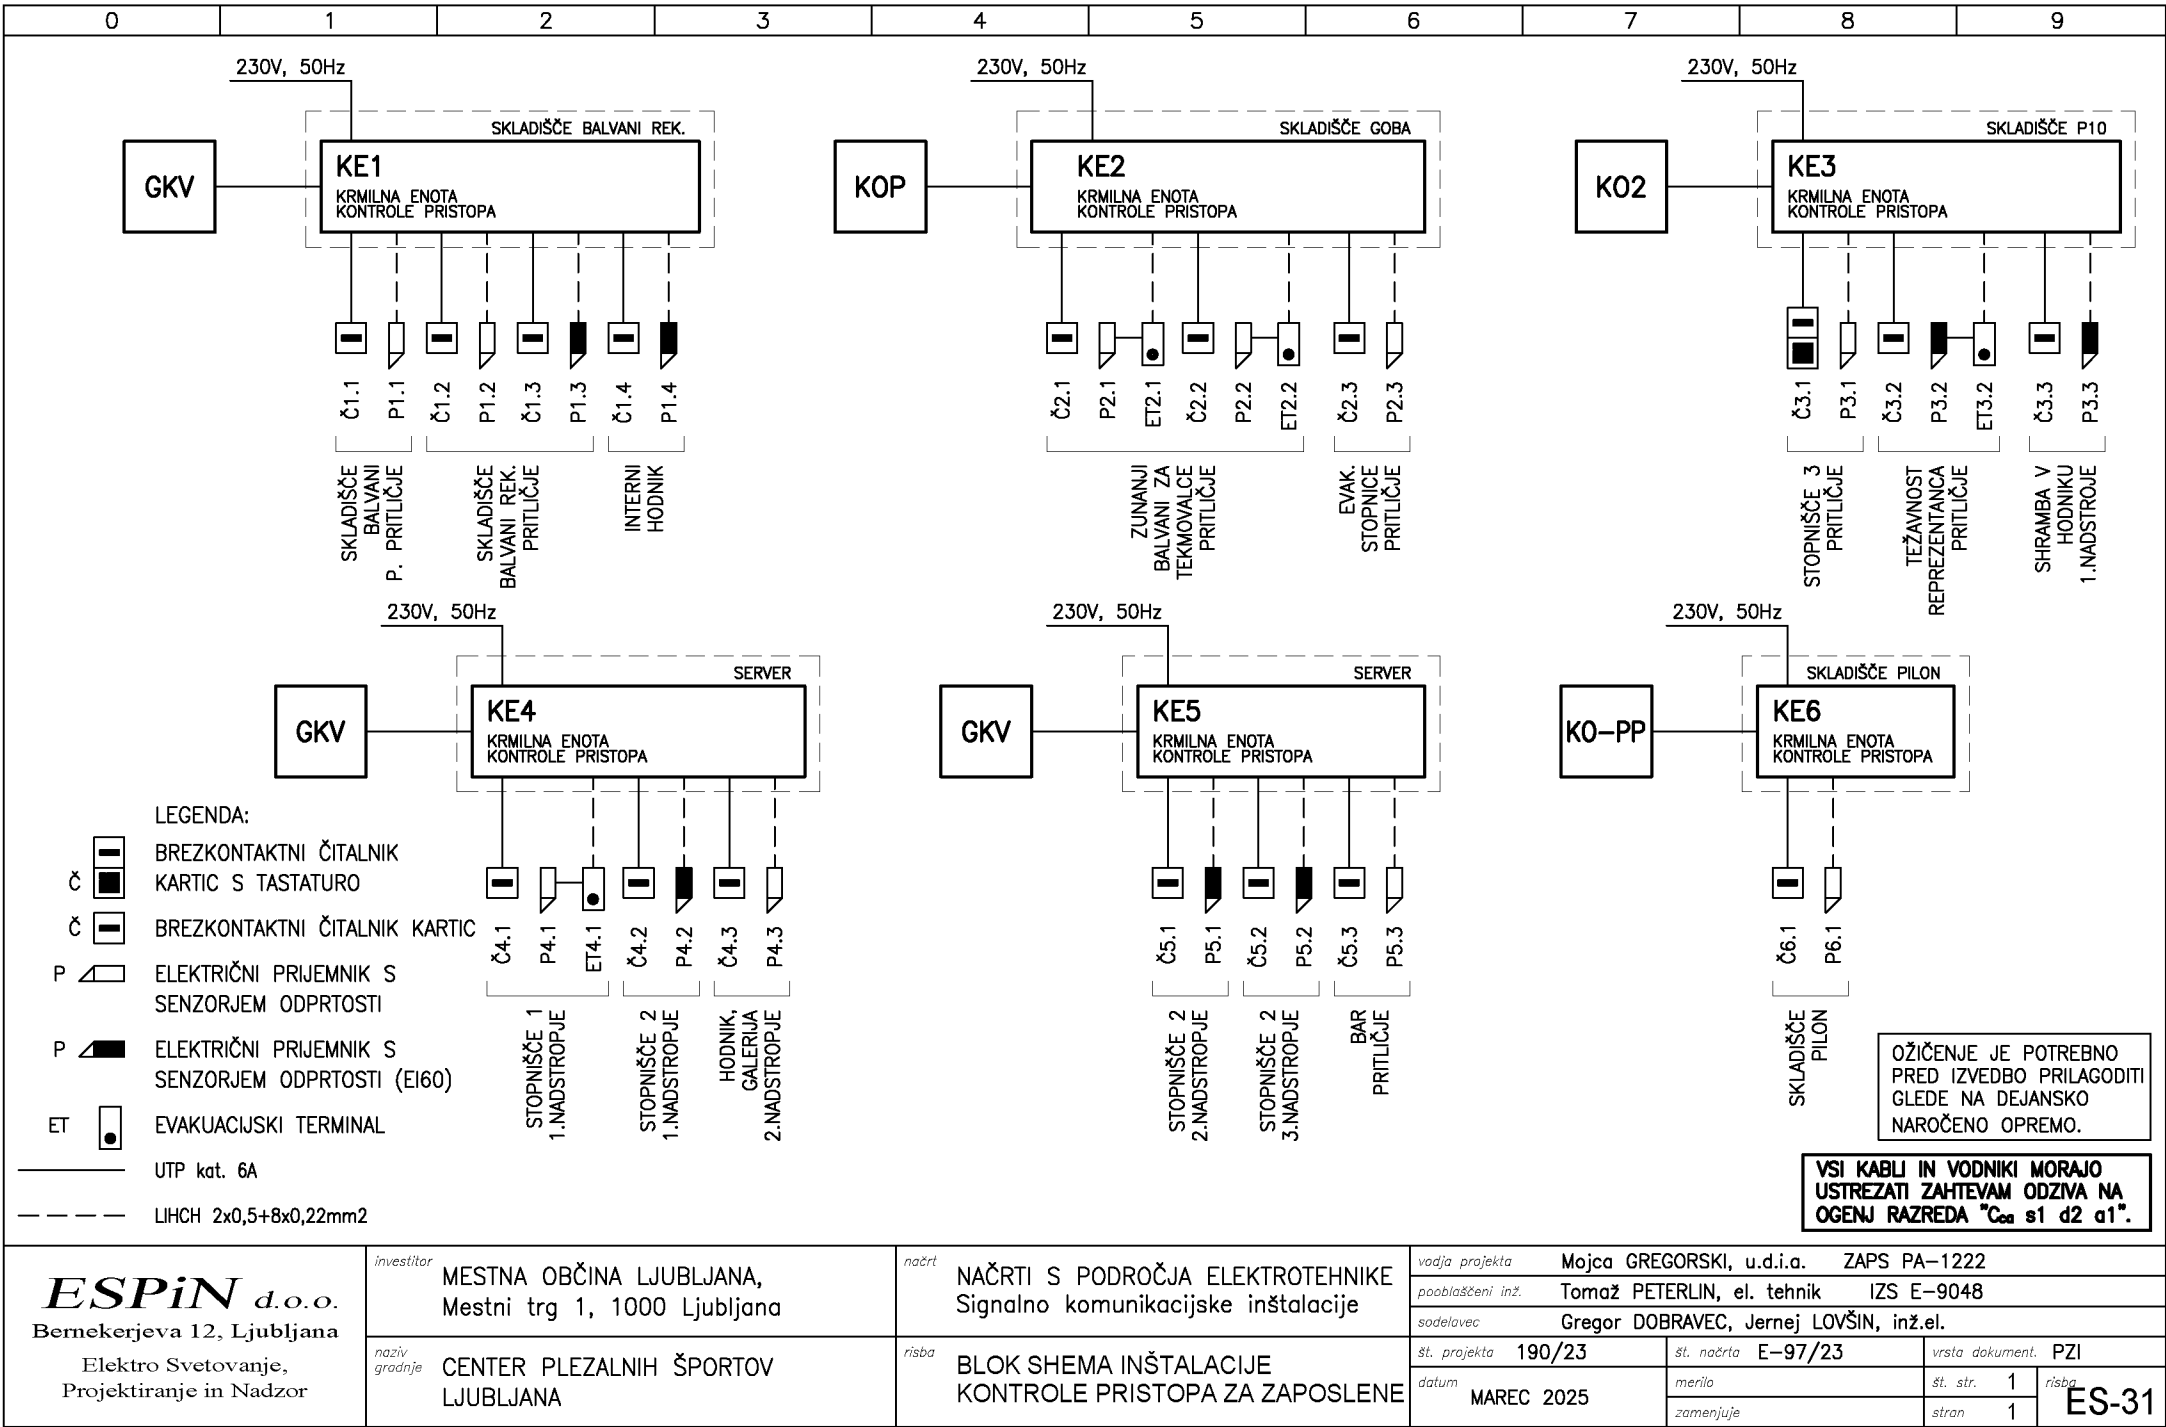 0 1 2 3 4 5 6 7 8 9
230V, 50Hz
SKLADIŠČE BALVANI REK.
GKV
KE1
KRMILNA ENOTA
KONTROLE PRISTOPA
Č1.1
P1.1
Č1.2
P1.2
Č1.3
P1.3
Č1.4
P1.4
SKLADIŠČE
BALVANI
P. PRITLIČJE
SKLADIŠČE
BALVANI REK.
PRITLIČJE
INTERNI
HODNIK
230V, 50Hz
SKLADIŠČE GOBA
KOP
KE2
KRMILNA ENOTA
KONTROLE PRISTOPA
Č2.1
P2.1
ET2.1
Č2.2
P2.2
ET2.2
Č2.3
P2.3
ZUNANJI
BALVANI ZA
TEKMOVALCE
PRITLIČJE
EVAK.
STOPNICE
PRITLIČJE
230V, 50Hz
SKLADIŠČE P10
KO2
KE3
KRMILNA ENOTA
KONTROLE PRISTOPA
Č3.1
P3.1
Č3.2
P3.2
ET3.2
Č3.3
P3.3
STOPNIŠČE 3
PRITLIČJE
TEŽAVNOST
REPREZENTANCA
PRITLIČJE
SHRAMBA V
HODNIKU
1.NADSTROJE
230V, 50Hz
SERVER
GKV
KE4
KRMILNA ENOTA
KONTROLE PRISTOPA
Č4.1
P4.1
ET4.1
Č4.2
P4.2
Č4.3
P4.3
STOPNIŠČE 1
1.NADSTROPJE
STOPNIŠČE 2
1.NADSTROPJE
HODNIK,
GALERIJA
2.NADSTROPJE
230V, 50Hz
SERVER
GKV
KE5
KRMILNA ENOTA
KONTROLE PRISTOPA
Č5.1
P5.1
Č5.2
P5.2
Č5.3
P5.3
STOPNIŠČE 2
2.NADSTROPJE
STOPNIŠČE 2
3.NADSTROPJE
BAR
PRITLIČJE
230V, 50Hz
SKLADIŠČE PILON
KO-PP
KE6
KRMILNA ENOTA
KONTROLE PRISTOPA
Č6.1
P6.1
SKLADIŠČE
PILON
LEGENDA:
BREZKONTAKTNI ČITALNIK
Č KARTIC S TASTATURO
Č BREZKONTAKTNI ČITALNIK KARTIC
P ELEKTRIČNI PRIJEMNIK S
SENZORJEM ODPRTOSTI
P ELEKTRIČNI PRIJEMNIK S
SENZORJEM ODPRTOSTI (EI60)
ET EVAKUACIJSKI TERMINAL
UTP kat. 6A
LIHCH 2x0,5+8x0,22mm2
OŽIČENJE JE POTREBNO
PRED IZVEDBO PRILAGODITI
GLEDE NA DEJANSKO
NAROČENO OPREMO.
VSI KABLI IN VODNIKI MORAJO
USTREZATI ZAHTEVAM ODZIVA NA
OGENJ RAZREDA "Cca s1 d2 a1".
ESPiN d.o.o.
Bernekerjeva 12, Ljubljana
Elektro Svetovanje,
Projektiranje in Nadzor
investitor
MESTNA OBČINA LJUBLJANA,
Mestni trg 1, 1000 Ljubljana
naziv
gradnje
CENTER PLEZALNIH ŠPORTOV
LJUBLJANA
načrt
NAČRTI S PODROČJA ELEKTROTEHNIKE
Signalno komunikacijske inštalacije
risba
BLOK SHEMA INŠTALACIJE
KONTROLE PRISTOPA ZA ZAPOSLENE
vodja projekta Mojca GREGORSKI, u.d.i.a. ZAPS PA-1222
pooblaščeni inž. Tomaž PETERLIN, el. tehnik IZS E-9048
sodelavec Gregor DOBRAVEC, Jernej LOVŠIN, inž.el.
št. projekta 190/23 št. načrta E-97/23 vrsta dokument. PZI
datum MAREC 2025
merilo
zamenjuje
št. str. 1
stran 1
risba ES-31